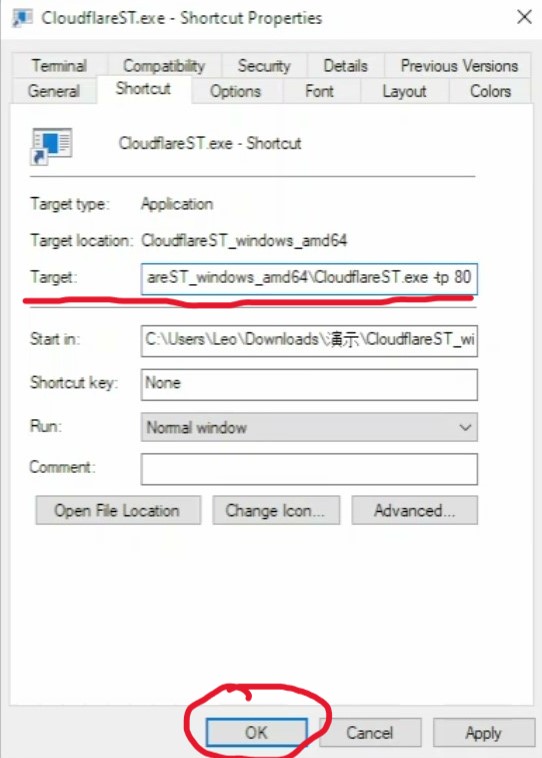 CloudflareST.exe - Shortcut Properties
Terminal Compatibility Security Details Previous Versions
General Shortcut Options Font Layout Colors
CloudflareST.exe - Shortcut
Target type: Application
Target location: CloudflareST_windows_amd64
Target: areST_windows_amd64\CloudflareST.exe -tp 80
Start in: C:\Users\Leo\Downloads\演示\CloudflareST_wi
Shortcut key: None
Run: Normal window
Comment:
Open File Location Change Icon... Advanced...
OK Cancel Apply